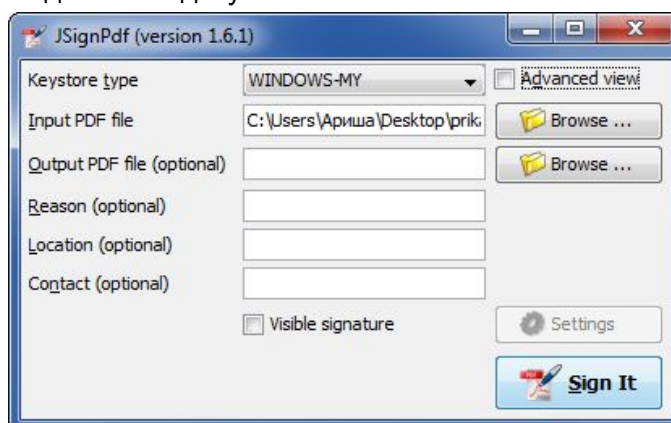 JSignPdf (version 1.6.1)
Keystore type WINDOWS-MY Advanced view
Input PDF file C:\Users\Ариша\Desktop\prik Browse ...
Output PDF file (optional) Browse ...
Reason (optional)
Location (optional)
Contact (optional)
Visible signature Settings
Sign It